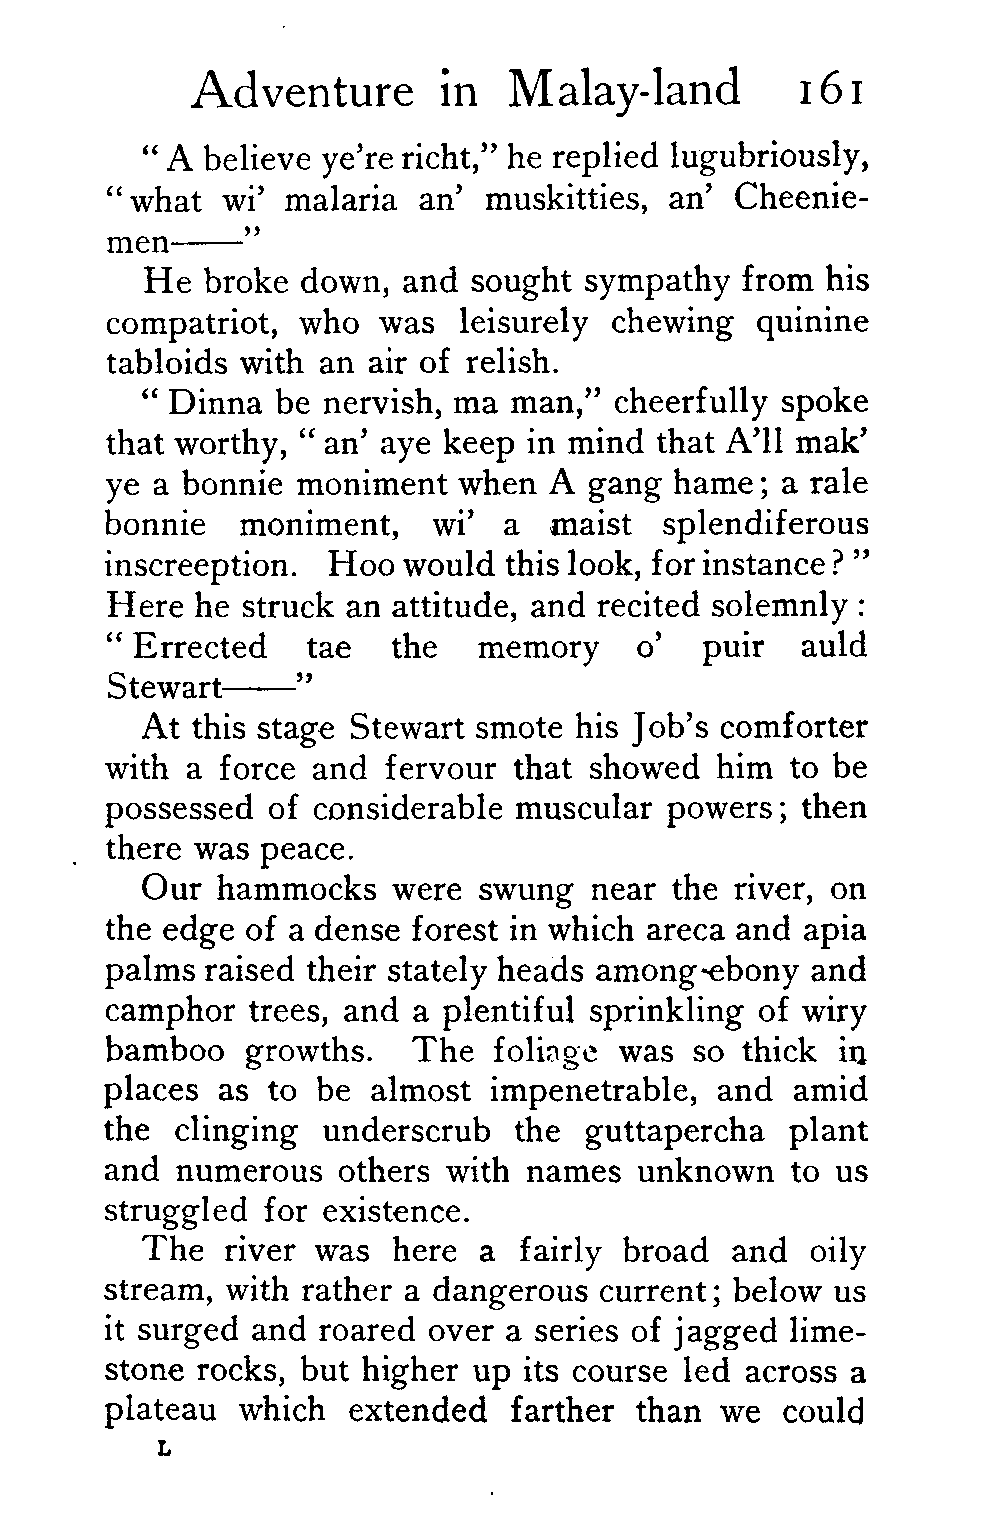 Adventure in Malay-land 161
“ A believe ye’re richt,” he replied lugubriously,
“ what wi’ malaria an’ muskitties, an’ Cheenie-
men——”
He broke down, and sought sympathy from his
compatriot, who was leisurely chewing quinine
tabloids with an air of relish.
“ Dinna be nervish, ma man,” cheerfully spoke
that worthy, “ an’ aye keep in mind that A’ll mak’
ye a bonnie moniment when A gang hame; a rale
bonnie moniment, wi’ a maist splendiferous
inscreeption. Hoo would this look, for instance? ”
Here he struck an attitude, and recited solemnly :
“ Errected tae the memory o’ puir auld
Stewart——”
At this stage Stewart smote his Job’s comforter
with a force and fervour that showed him to be
possessed of considerable muscular powers; then
there was peace.
Our hammocks were swung near the river, on
the edge of a dense forest in which areca and apia
palms raised their stately heads among ebony and
camphor trees, and a plentiful sprinkling of wiry
bamboo growths. The foliage was so thick in
places as to be almost impenetrable, and amid
the clinging underscrub the guttapercha plant
and numerous others with names unknown to us
struggled for existence.
The river was here a fairly broad and oily
stream, with rather a dangerous current; below us
it surged and roared over a series of jagged lime-
stone rocks, but higher up its course led across a
plateau which extended farther than we could
L